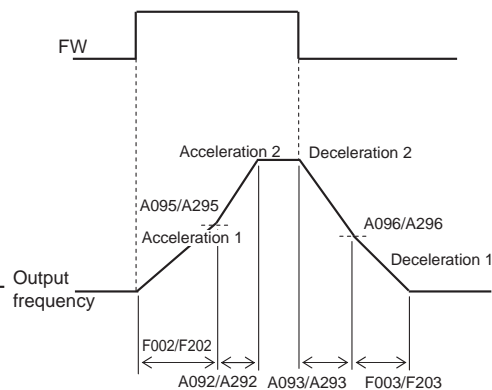 FW
Acceleration 2
Deceleration 2
A095/A295
A096/A296
Acceleration 1
Deceleration 1
Output
frequency
F002/F202
A092/A292
A093/A293
F003/F203